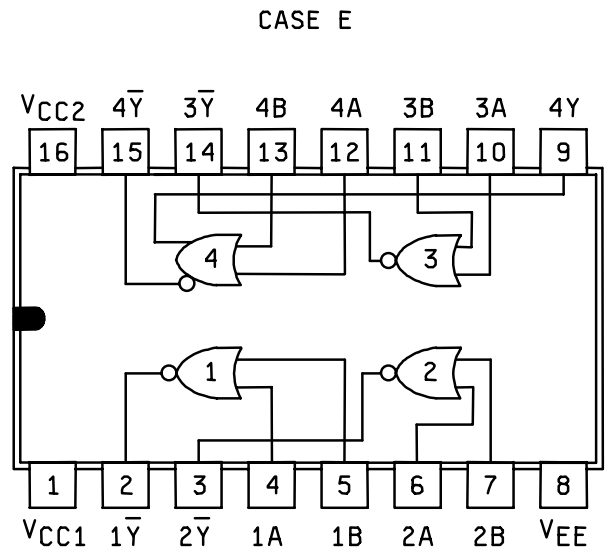 CASE E
VCC2 4Y̅ 3Y̅ 4B 4A 3B 3A 4Y
16 15 14 13 12 11 10 9
4 3
1 2
1 2 3 4 5 6 7 8
VCC1 1Y̅ 2Y̅ 1A 1B 2A 2B VEE